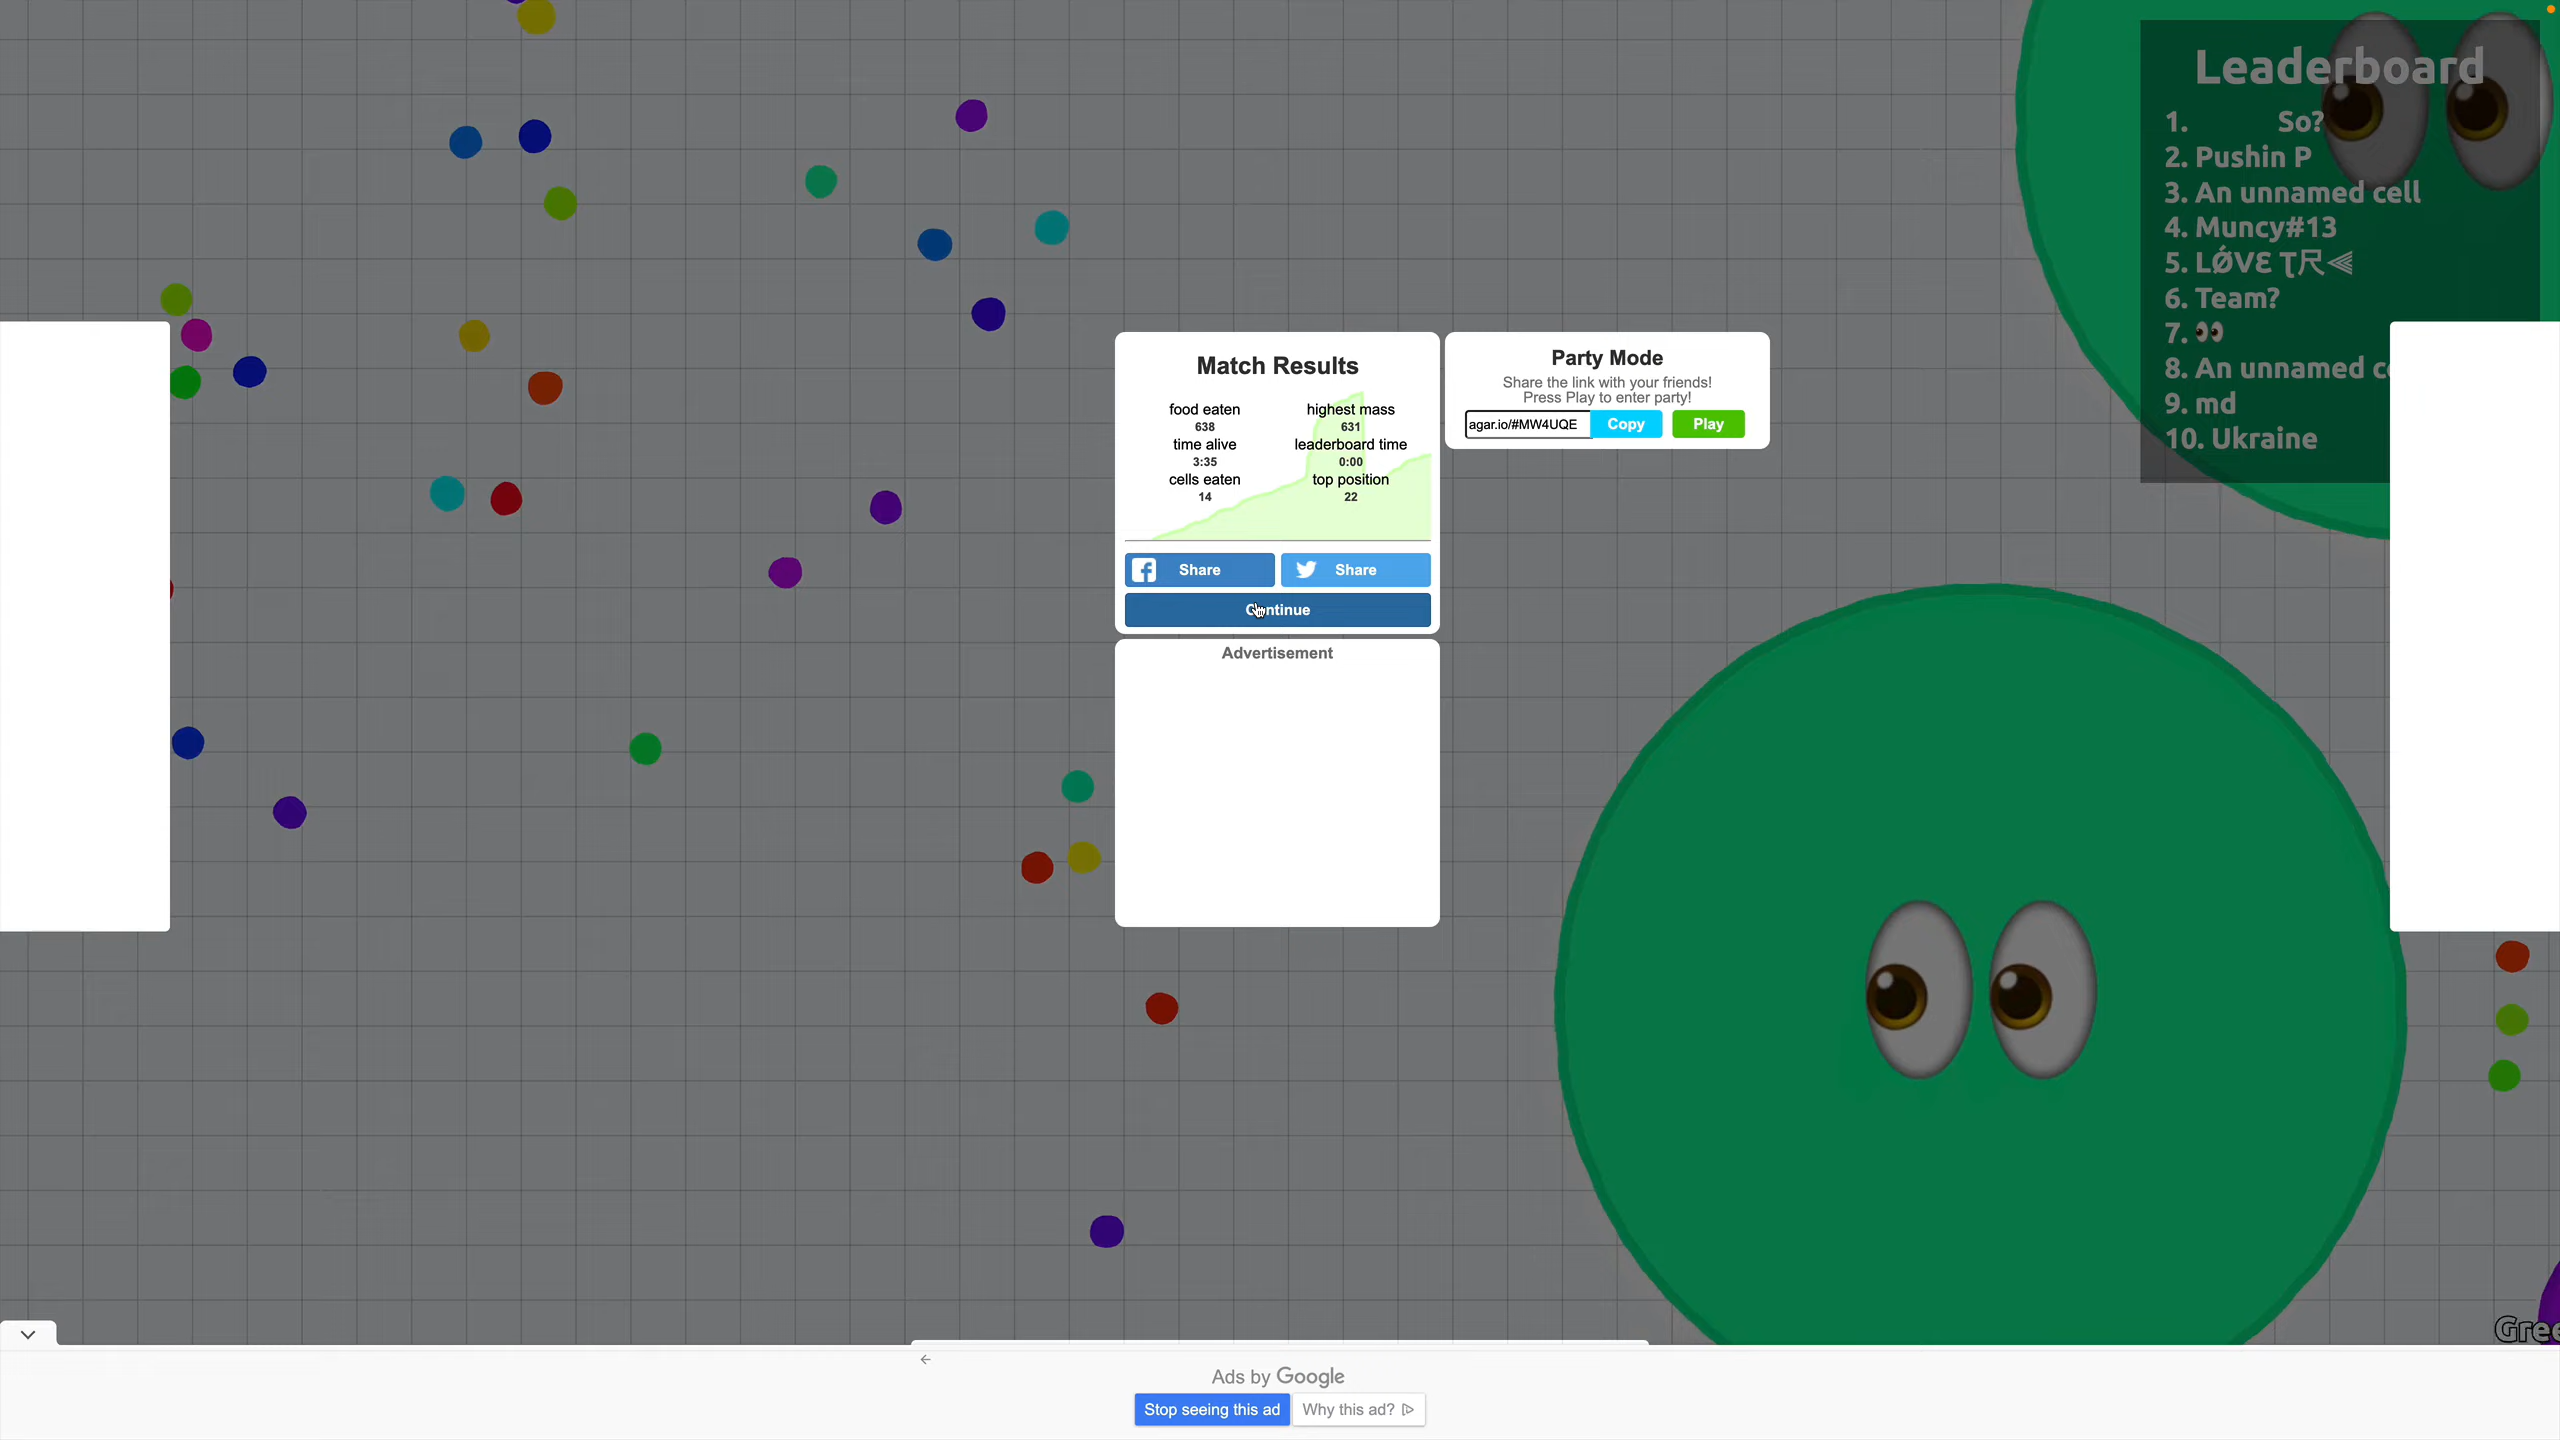 Leaderboard
1. So?
2. Pushin P
3. An unnamed cell
4. Muncy#13
5. LǾVƐ ƮⱤ⫷
6. Team?
7. 👀
8. An unnamed c
9. md
10. Ukraine
Match Results
food eaten
638
highest mass
631
time alive
3:35
leaderboard time
0:00
cells eaten
14
top position
22
Share
Share
Continue
Party Mode
Share the link with your friends!
Press Play to enter party!
agar.io/#MW4UQE
Copy
Play
Advertisement
Gree
Ads by Google
Stop seeing this ad
Why this ad?